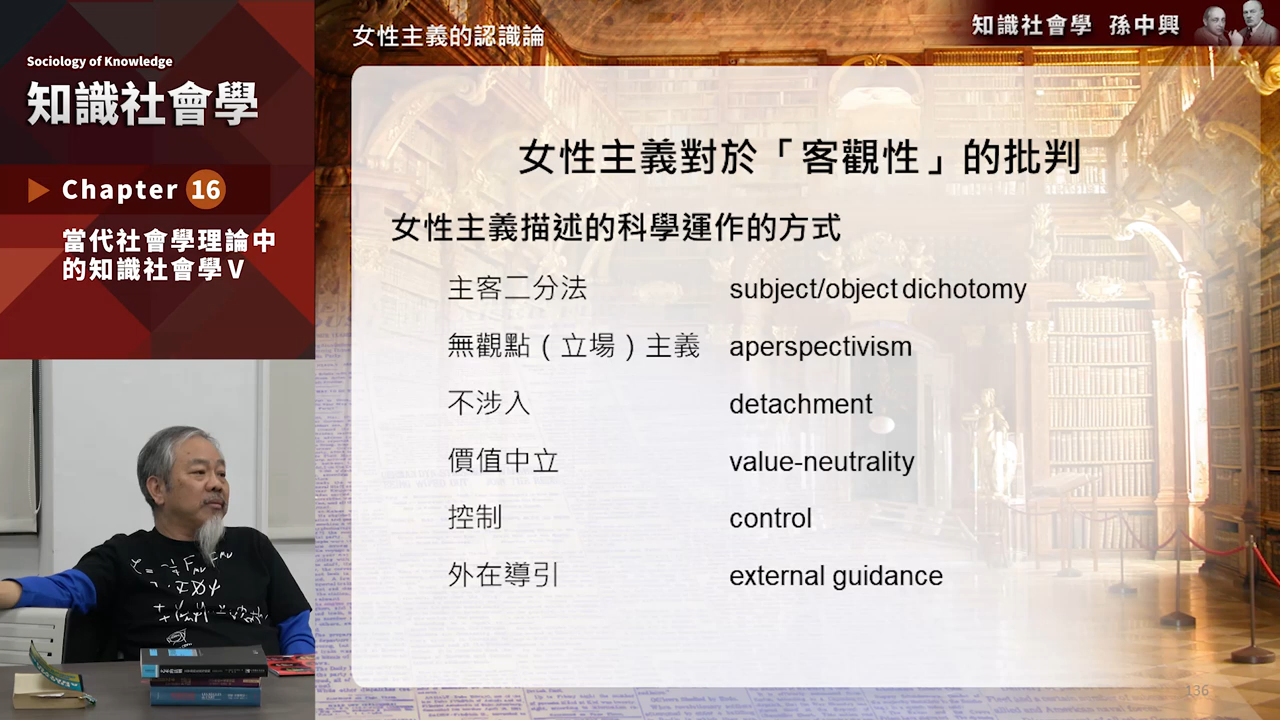 Sociology of Knowledge
知識社會學
Chapter 16
當代社會學理論中
的知識社會學 V
女性主義的認識論
知識社會學 孫中興
女性主義對於「客觀性」的批判
女性主義描述的科學運作的方式
主客二分法 subject/object dichotomy
無觀點(立場)主義 aperspectivism
不涉入 detachment
價值中立 value-neutrality
控制 control
外在導引 external guidance
136